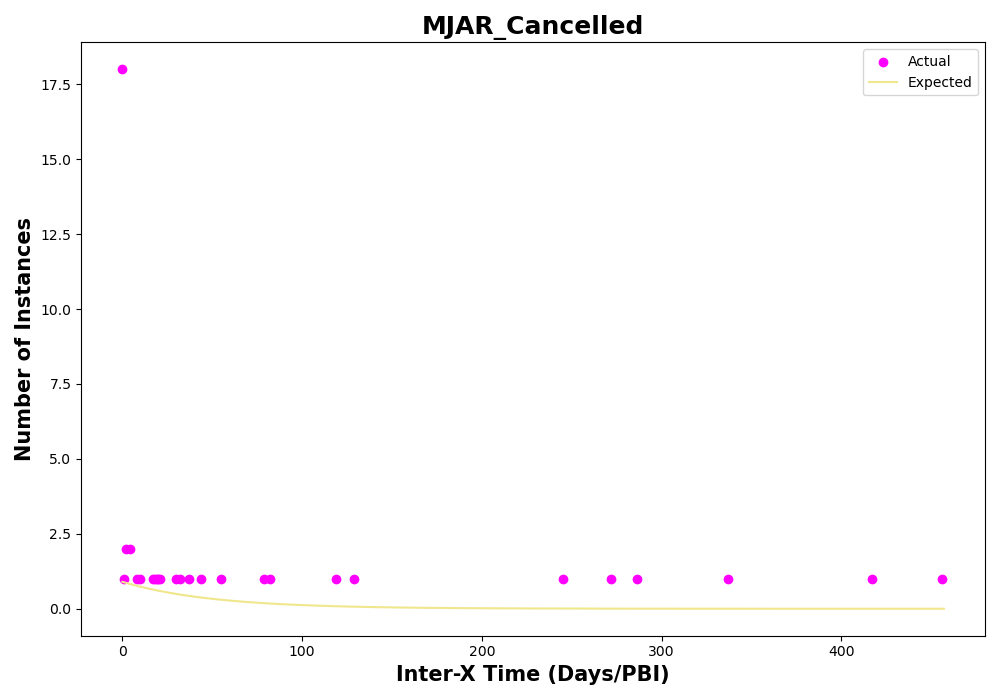 MJAR_Cancelled
Actual
Expected
17.5
15.0
12.5
10.0
7.5
5.0
2.5
0.0
Number of Instances
0
100
200
300
400
Inter-X Time (Days/PBI)